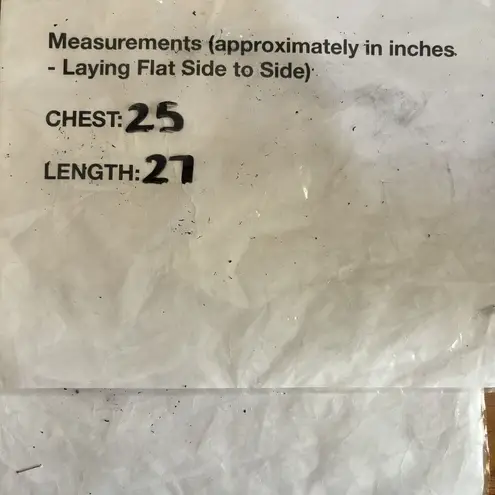 Measurements (approximately in inches
- Laying Flat Side to Side)
CHEST: 25
LENGTH: 27